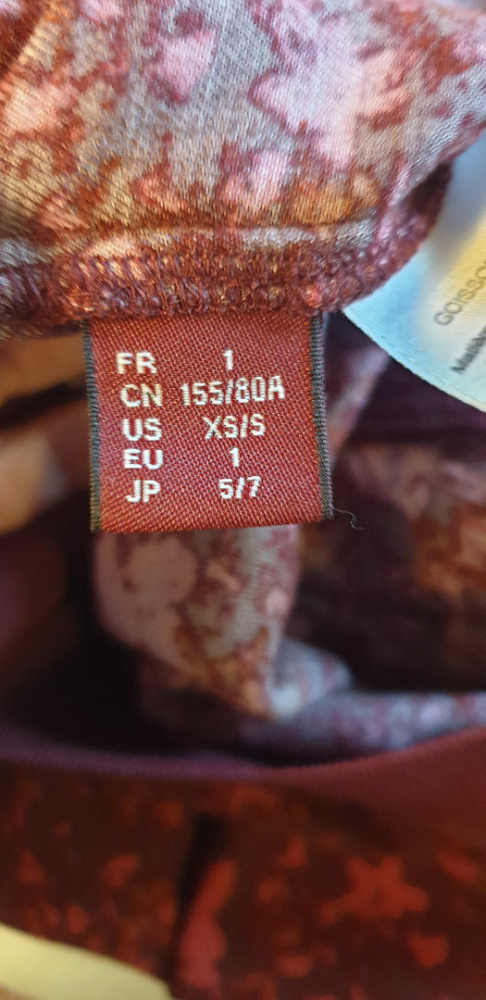 FR 1
CN 155/80A
US XS/S
EU 1
JP 5/7